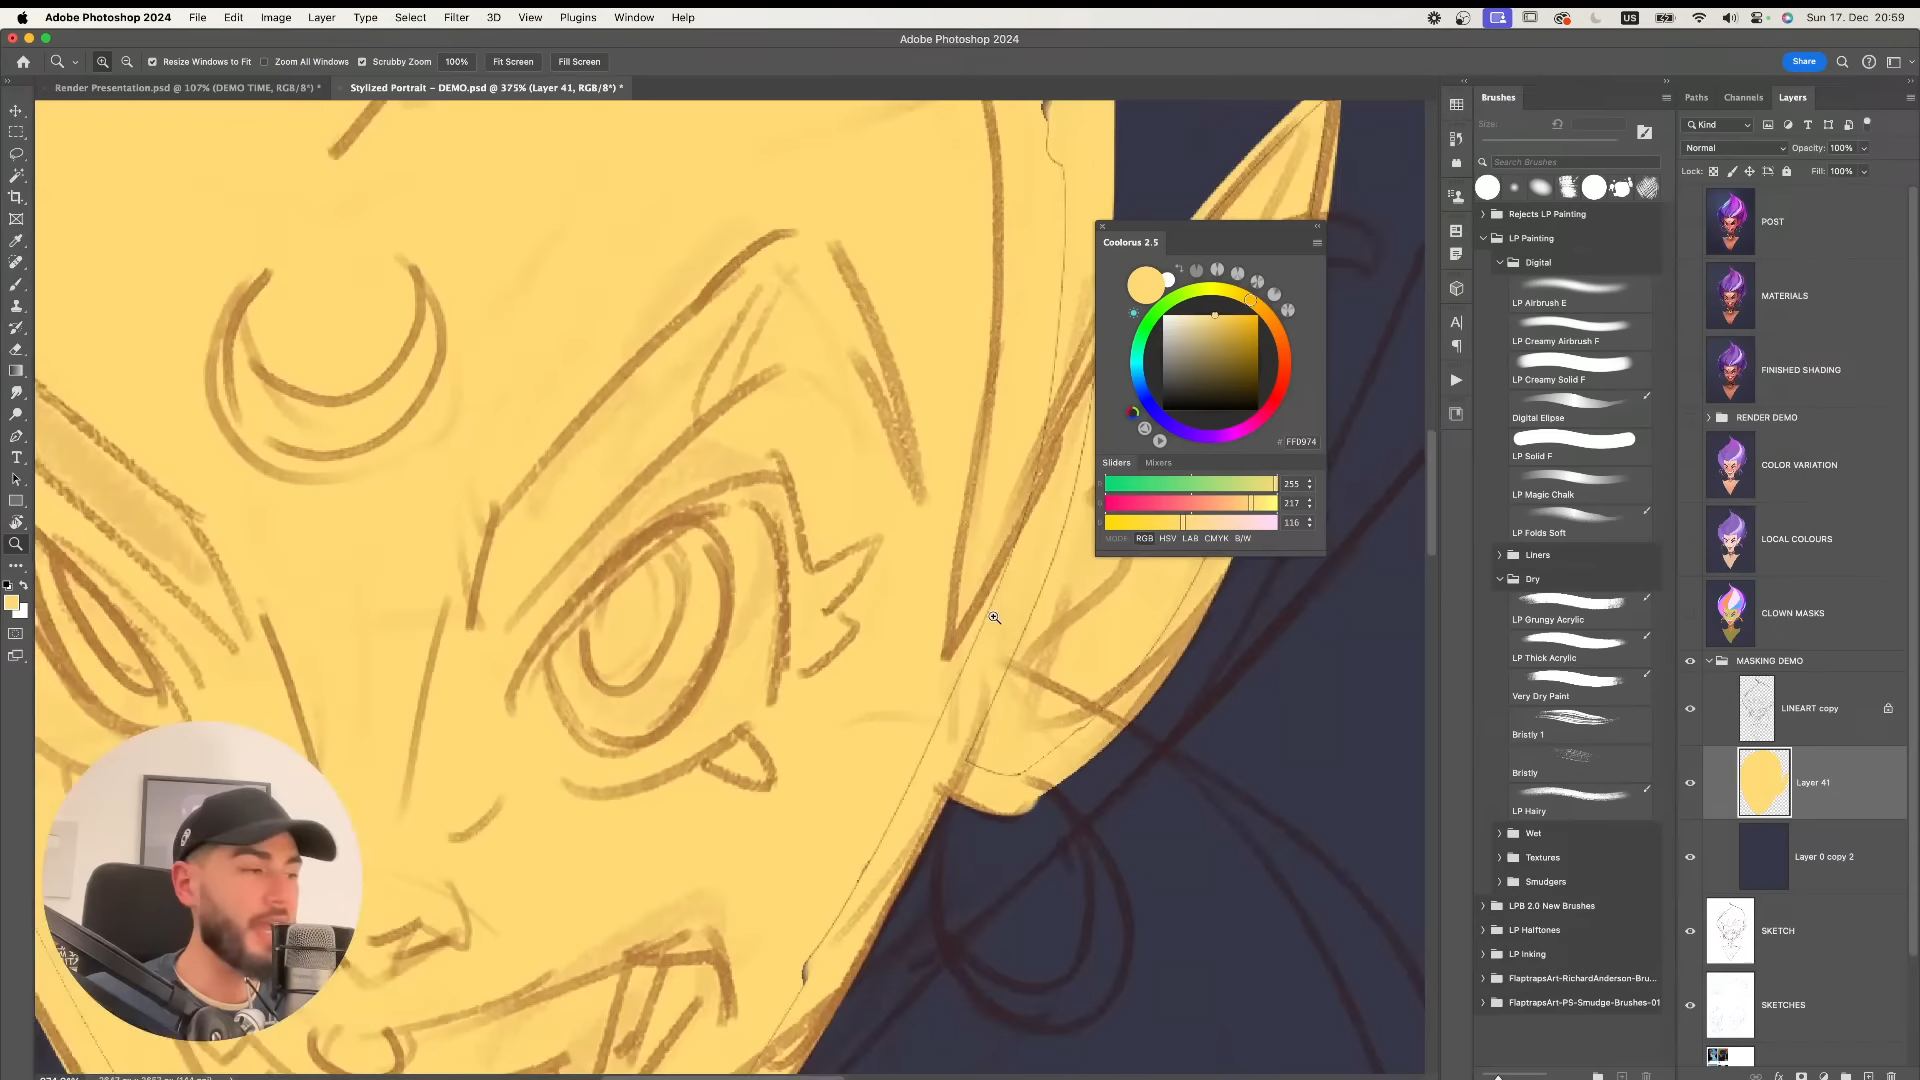 Adobe Photoshop 2024 File Edit Image Layer Type Select Filter 3D View Plugins Window Help US Sun 17. Dec 20:59
Adobe Photoshop 2024
Resize Windows to Fit Zoom All Windows Scrubby Zoom 100% Fit Screen Fill Screen Share
Render Presentation.psd @ 107% (DEMO TIME, RGB/8*) *
Stylized Portrait – DEMO.psd @ 375% (Layer 41, RGB/8*) *
Coolorus 2.5
# FFD974
Sliders Mixers
255
217
116
MODE: RGB HSV LAB CMYK B/W
Brushes
Size:
Search Brushes
Rejects LP Painting
LP Painting
Digital
LP Airbrush E
LP Creamy Airbrush F
LP Creamy Solid F
Digital Elipse
LP Solid F
LP Magic Chalk
LP Folds Soft
Liners
Dry
LP Grungy Acrylic
LP Thick Acrylic
Very Dry Paint
Bristly 1
Bristly
LP Hairy
Wet
Textures
Smudgers
LPB 2.0 New Brushes
LP Halftones
LP Inking
FlaptrapsArt-RichardAnderson-Bru...
FlaptrapsArt-PS-Smudge-Brushes-01
Paths Channels Layers
Kind
Normal Opacity: 100%
Lock: Fill: 100%
POST
MATERIALS
FINISHED SHADING
RENDER DEMO
COLOR VARIATION
LOCAL COLOURS
CLOWN MASKS
MASKING DEMO
LINEART copy
Layer 41
Layer 0 copy 2
SKETCH
SKETCHES